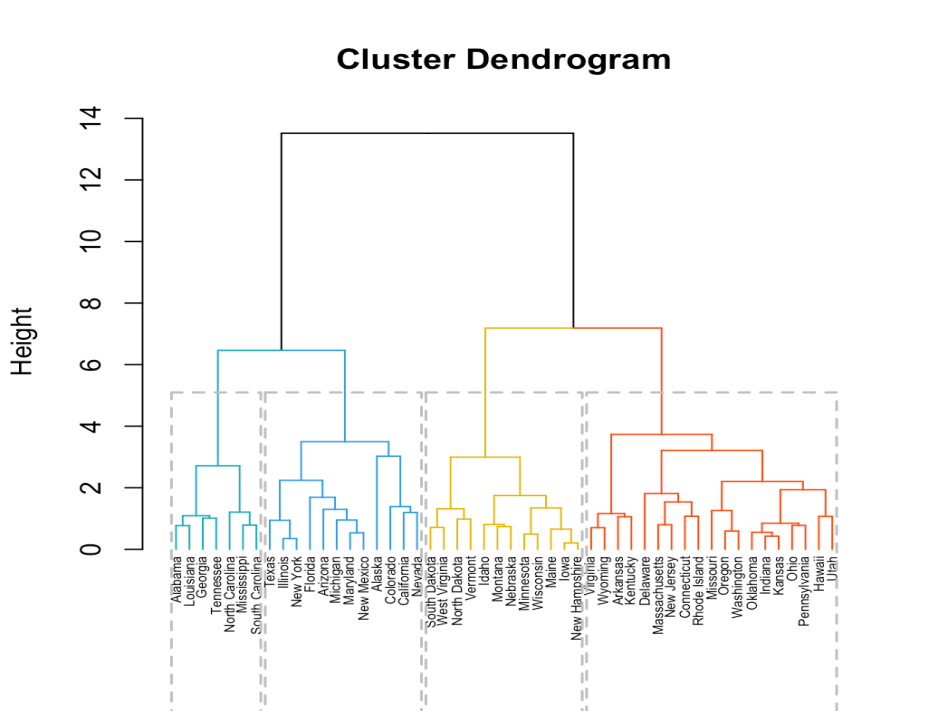 Cluster Dendrogram
Height
14
12
10
8
6
4
2
0
Alabama
Louisiana
Georgia
Tennessee
North Carolina
Mississippi
South Carolina
Texas
Illinois
New York
Florida
Arizona
Michigan
Maryland
New Mexico
Alaska
Colorado
California
Nevada
South Dakota
West Virginia
North Dakota
Vermont
Idaho
Montana
Nebraska
Minnesota
Wisconsin
Maine
Iowa
New Hampshire
Virginia
Wyoming
Arkansas
Kentucky
Delaware
Massachusetts
New Jersey
Connecticut
Rhode Island
Missouri
Oregon
Washington
Oklahoma
Indiana
Kansas
Ohio
Pennsylvania
Hawaii
Utah